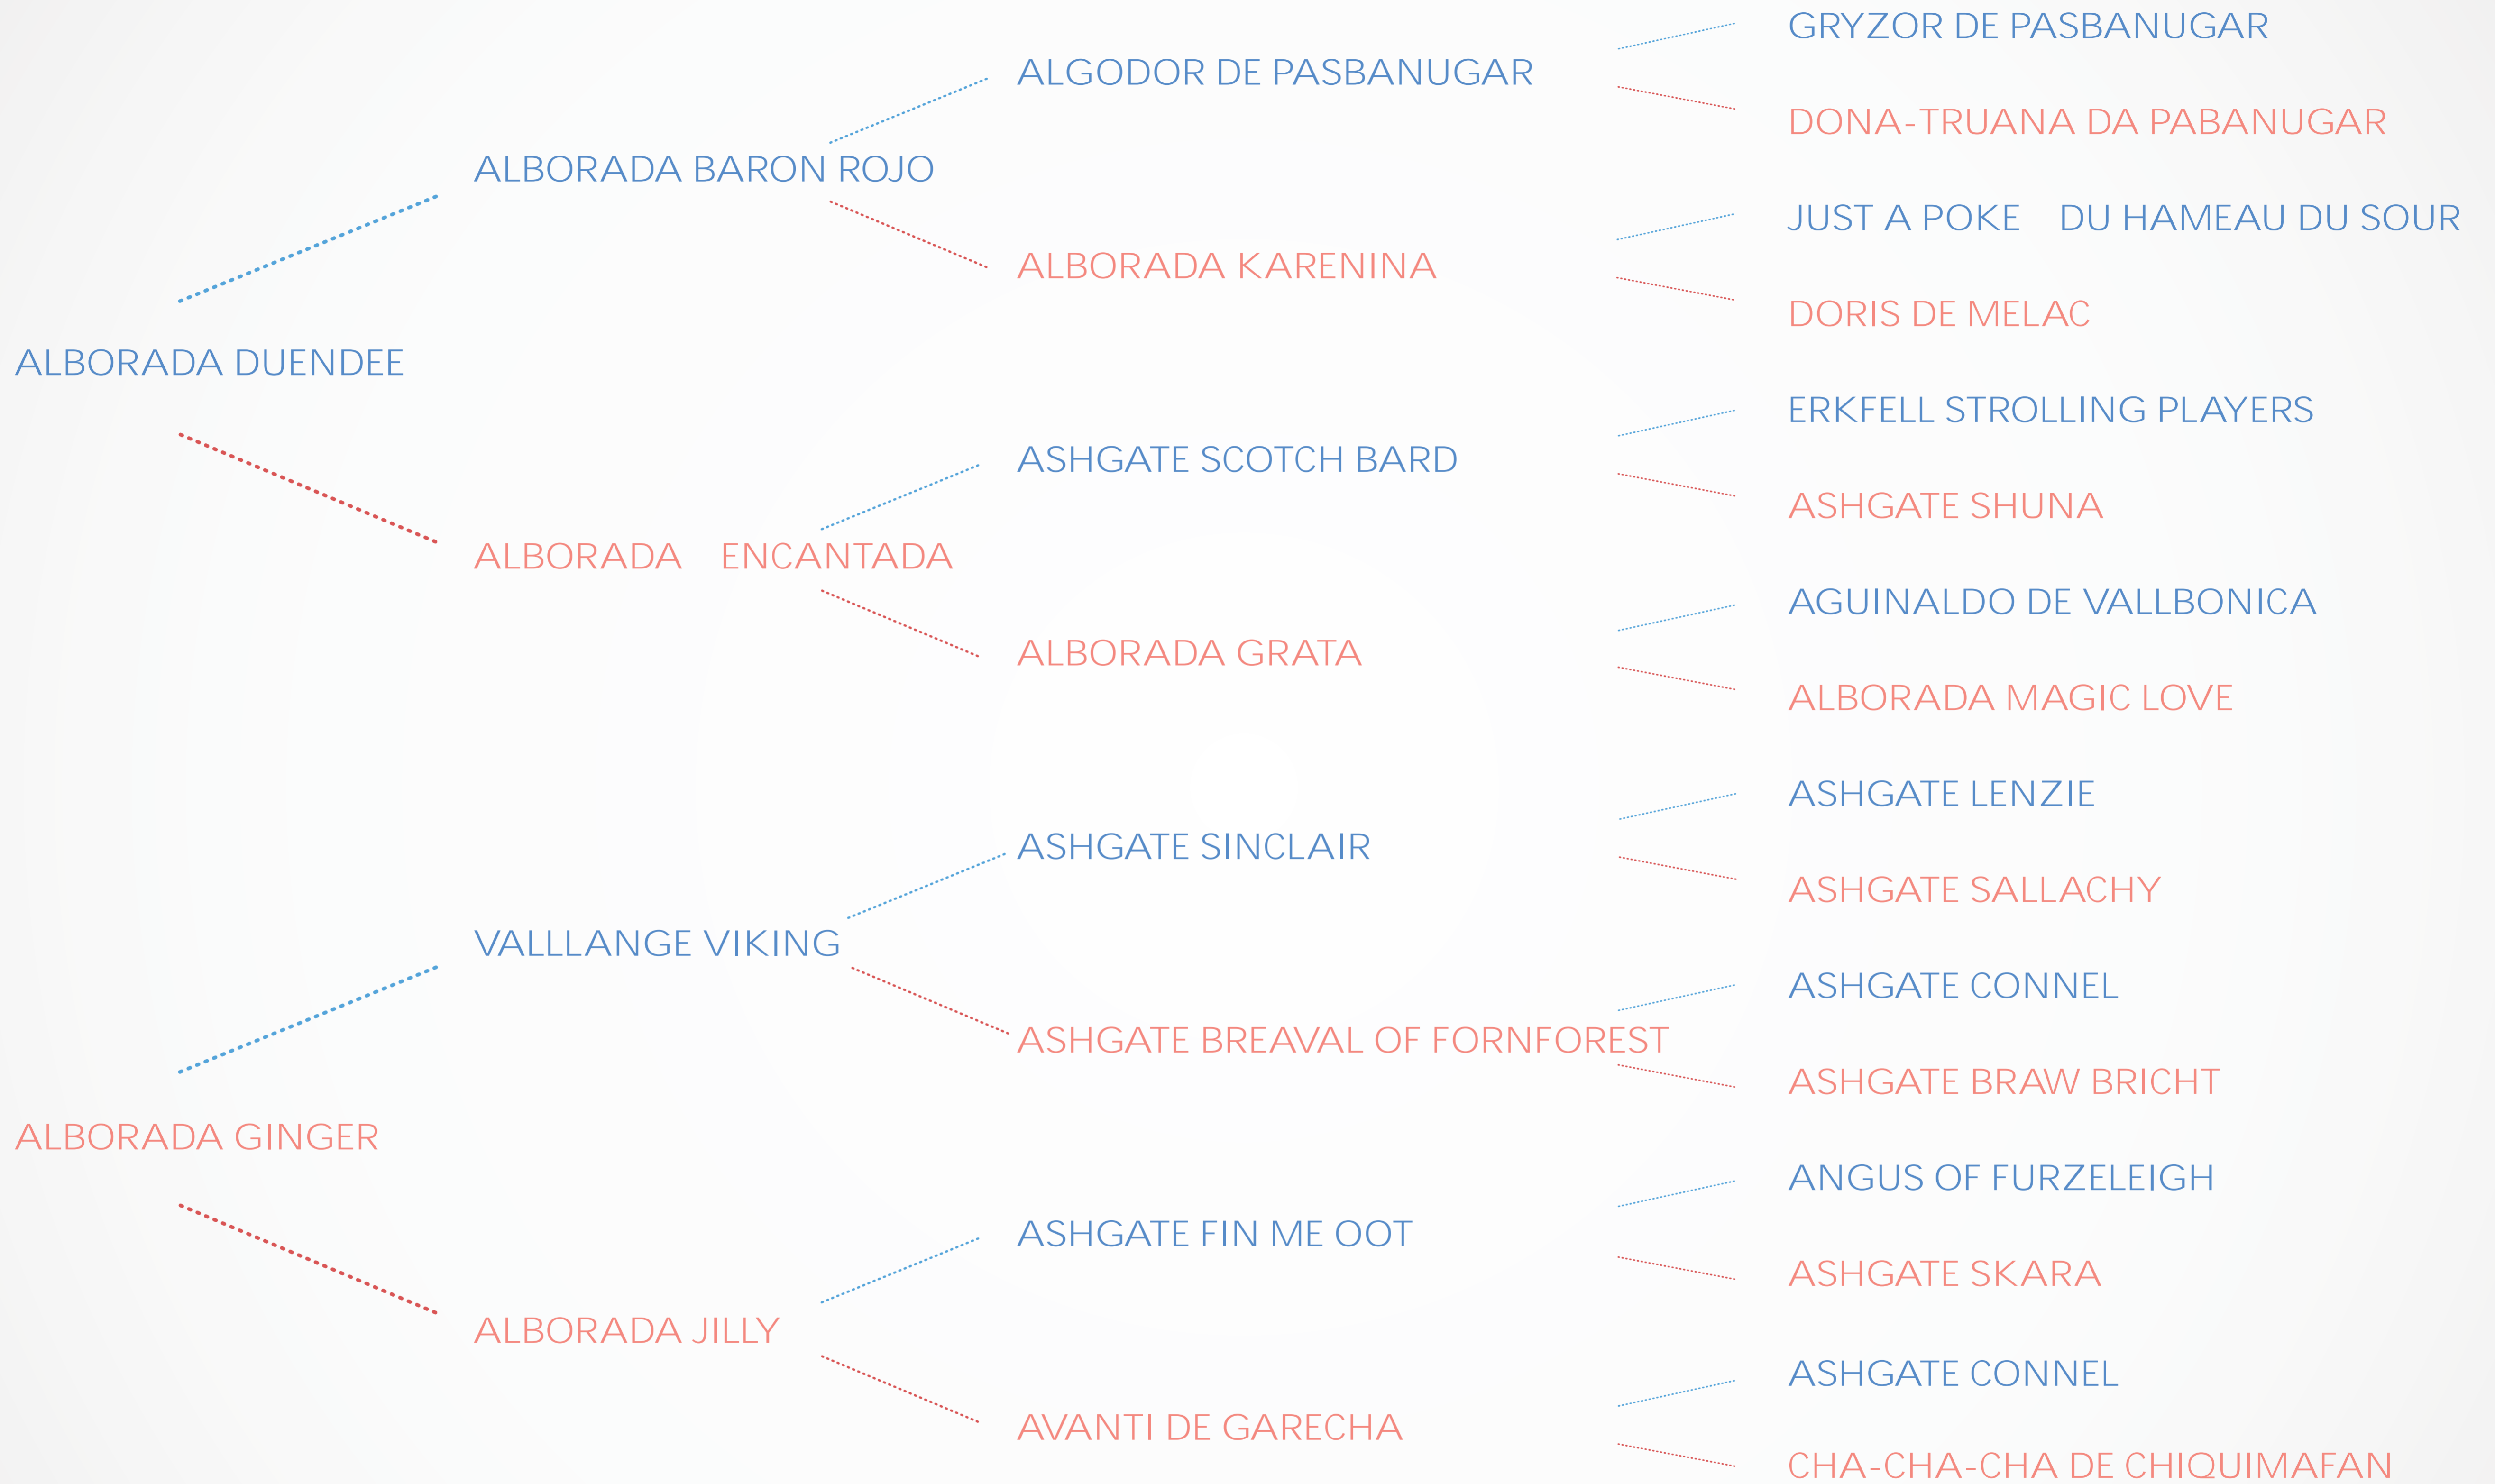 GRYZOR DE PASBANUGAR
ALGODOR DE PASBANUGAR
DONA-TRUANA DA PABANUGAR
ALBORADA BARON ROJO
JUST A POKE DU HAMEAU DU SOUR
ALBORADA KARENINA
DORIS DE MELAC
ALBORADA DUENDEE
ERKFELL STROLLING PLAYERS
ASHGATE SCOTCH BARD
ASHGATE SHUNA
ALBORADA ENCANTADA
AGUINALDO DE VALLBONICA
ALBORADA GRATA
ALBORADA MAGIC LOVE
ASHGATE LENZIE
ASHGATE SINCLAIR
ASHGATE SALLACHY
VALLLANGE VIKING
ASHGATE CONNEL
ASHGATE BREAVAL OF FORNFOREST
ASHGATE BRAW BRICHT
ALBORADA GINGER
ANGUS OF FURZELEIGH
ASHGATE FIN ME OOT
ASHGATE SKARA
ALBORADA JILLY
ASHGATE CONNEL
AVANTI DE GARECHA
CHA-CHA-CHA DE CHIQUIMAFAN